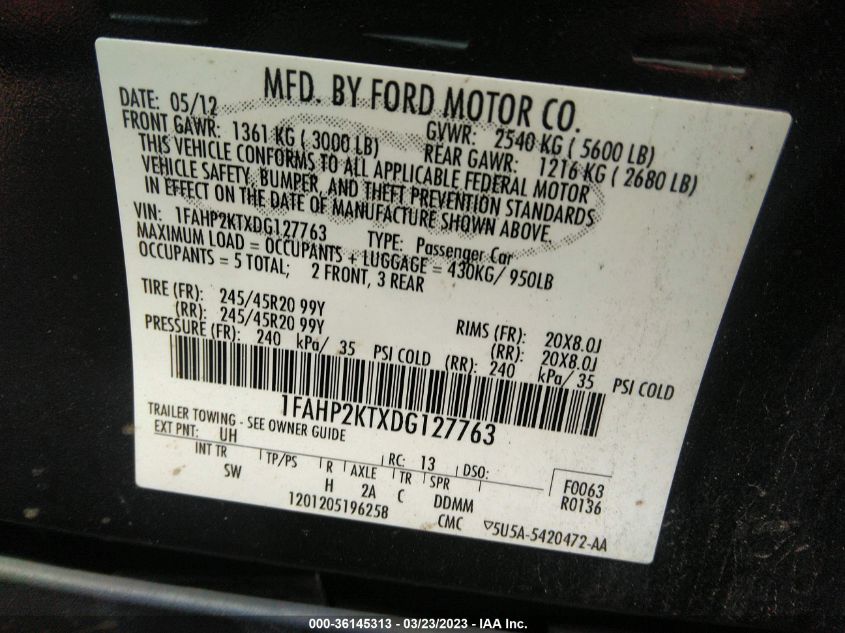 MFD. BY FORD MOTOR CO.
DATE: 05/12 GVWR: 2540 KG ( 5600 LB)
FRONT GAWR: 1361 KG ( 3000 LB) REAR GAWR: 1216 KG ( 2680 LB)
THIS VEHICLE CONFORMS TO ALL APPLICABLE FEDERAL MOTOR
VEHICLE SAFETY, BUMPER, AND THEFT PREVENTION STANDARDS
IN EFFECT ON THE DATE OF MANUFACTURE SHOWN ABOVE.
VIN: 1FAHP2KTXDG127763 TYPE: Passenger Car
MAXIMUM LOAD = OCCUPANTS + LUGGAGE = 430KG/ 950LB
OCCUPANTS = 5 TOTAL; 2 FRONT, 3 REAR
TIRE (FR): 245/45R20 99Y RIMS (FR): 20X8.0J
(RR): 245/45R20 99Y (RR): 20X8.0J
PRESSURE (FR): 240 kPa/ 35 PSI COLD (RR): 240 kPa/ 35 PSI COLD
1FAHP2KTXDG127763
TRAILER TOWING - SEE OWNER GUIDE
EXT PNT: UH RC: 13 DSO: F0063
INT TR TP/PS R AXLE TR SPR R0136
SW H 2A C DDMM
1201205196258 CMC 5U5A-5420472-AA
000-36145313 / 03/23/2023 - IAA Inc.